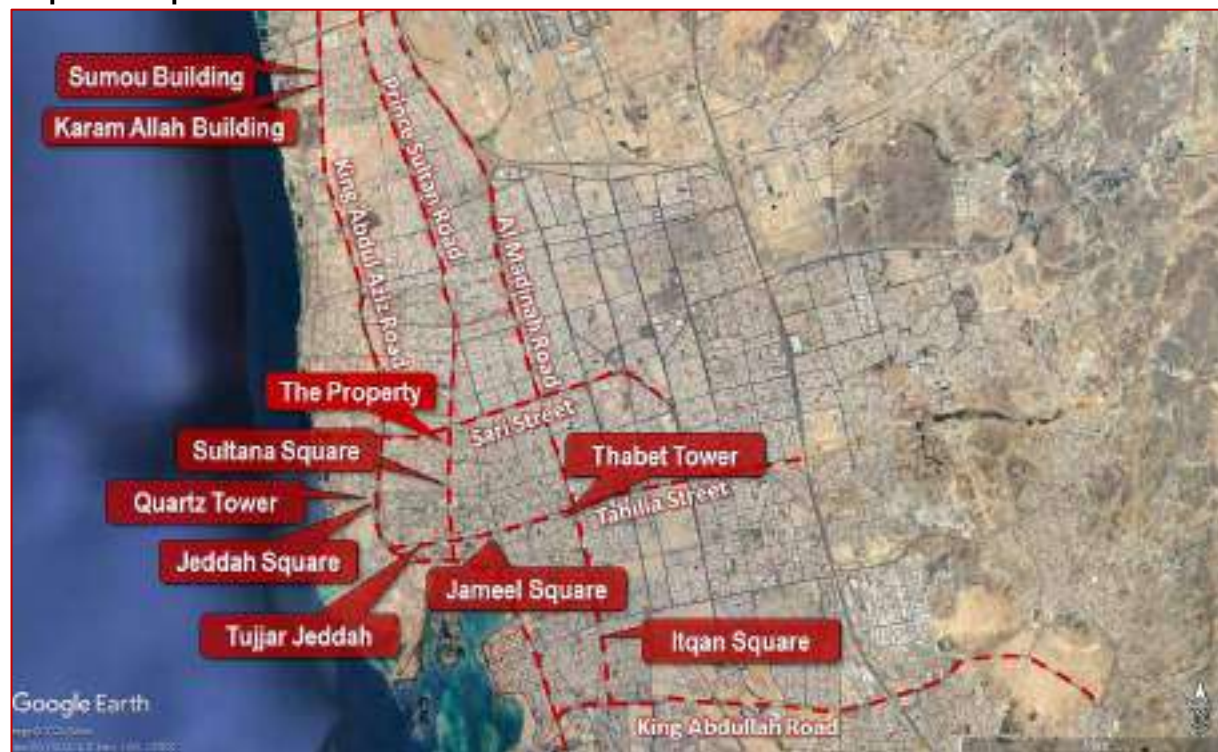 Sumou Building
Karam Allah Building
Prince Sultan Road
King Abdul Aziz Road
Al Madinah Road
The Property
Sari Street
Sultana Square
Thabet Tower
Quartz Tower
Tahilia Street
Jeddah Square
Jameel Square
Tujjar Jeddah
Itqan Square
Google Earth
King Abdullah Road